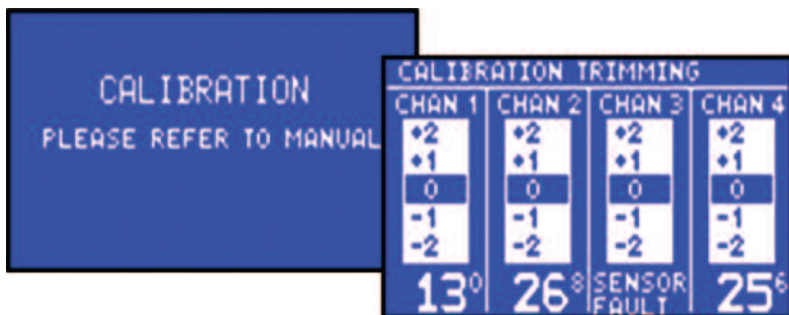 CALIBRATION
PLEASE REFER TO MANUAL
CALIBRATION TRIMMING
CHAN 1 CHAN 2 CHAN 3 CHAN 4
+2 +2 +2 +2
+1 +1 +1 +1
0 0 0 0
-1 -1 -1 -1
-2 -2 -2 -2
13⁰ 26⁸ SENSOR FAULT 25⁶